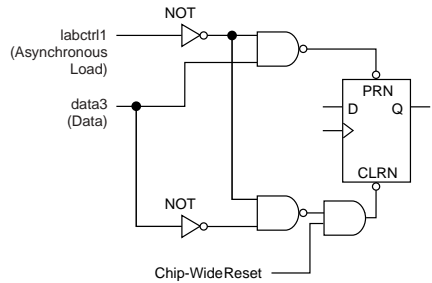 NOT
labctrl1
(Asynchronous
Load)
PRN
D Q
data3
(Data)
CLRN
NOT
Chip-WideReset